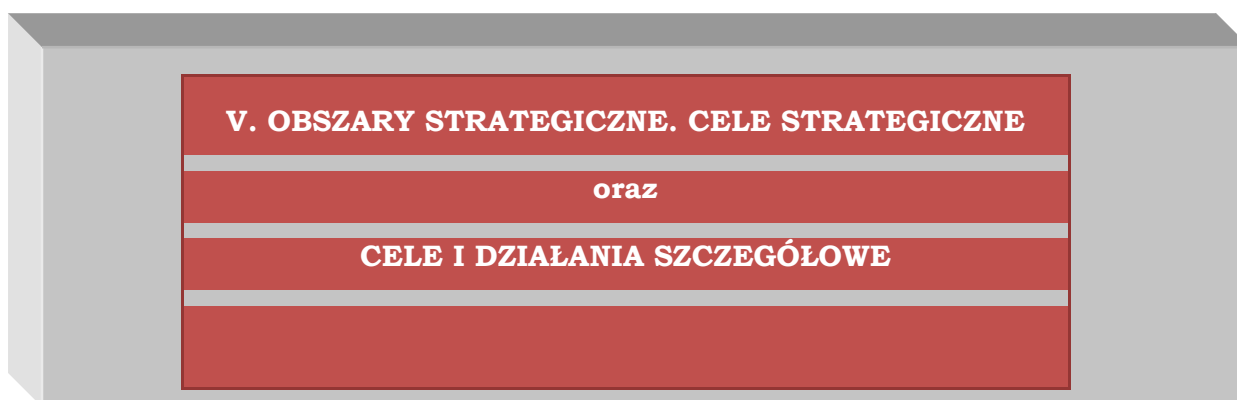 V. OBSZARY STRATEGICZNE. CELE STRATEGICZNE
oraz
CELE I DZIAŁANIA SZCZEGÓŁOWE